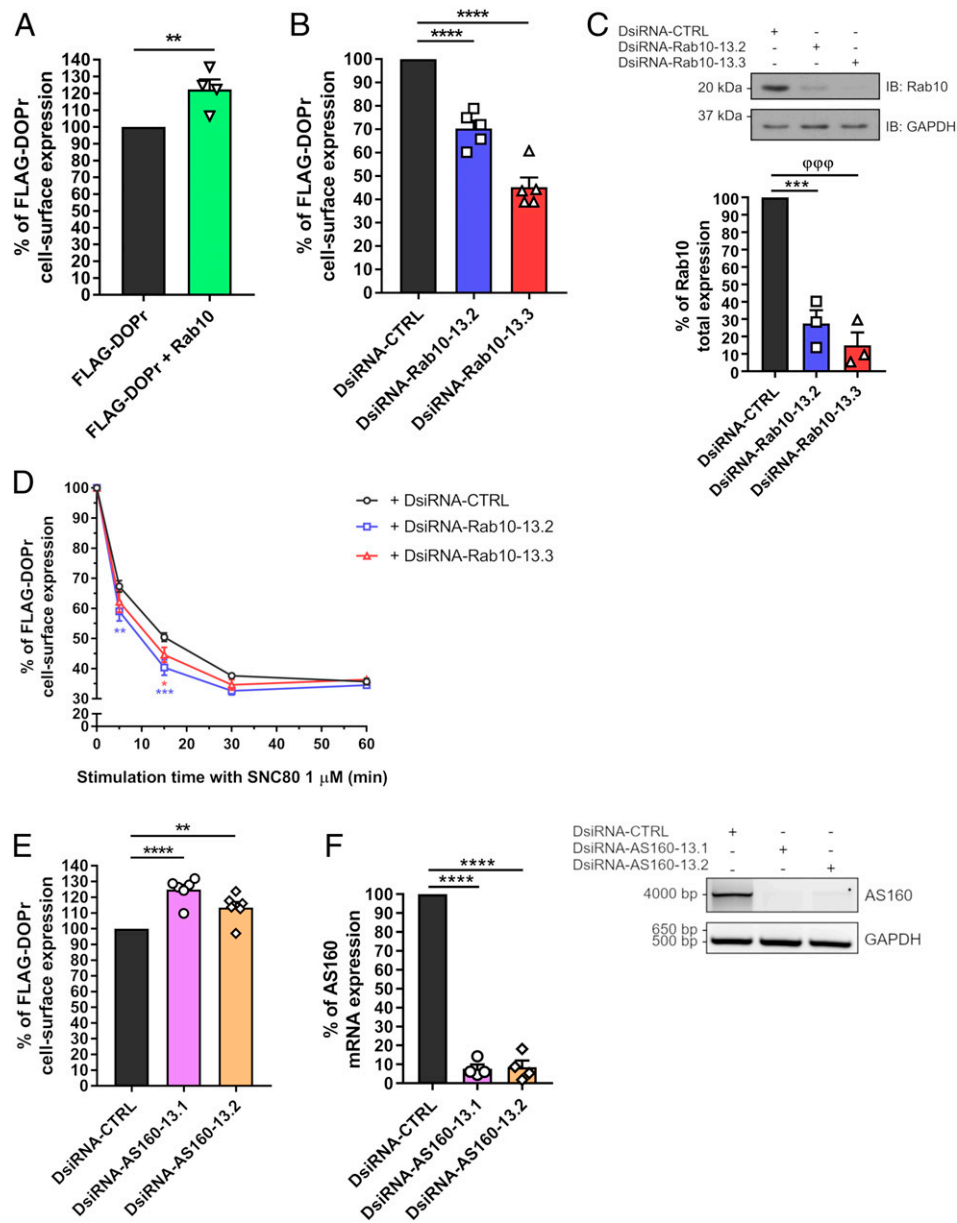 A
**
% of FLAG-DOPr
cell-surface expression
140
130
120
110
100
90
80
70
60
50
40
30
20
10
0
FLAG-DOPr
FLAG-DOPr + Rab10
B
****
****
% of FLAG-DOPr
cell-surface expression
100
90
80
70
60
50
40
30
20
10
0
DsiRNA-CTRL
DsiRNA-Rab10-13.2
DsiRNA-Rab10-13.3
C
DsiRNA-CTRL + - -
DsiRNA-Rab10-13.2 - + -
DsiRNA-Rab10-13.3 - - +
20 kDa
IB: Rab10
37 kDa
IB: GAPDH
φφφ
***
% of Rab10
total expression
100
90
80
70
60
50
40
30
20
10
0
DsiRNA-CTRL
DsiRNA-Rab10-13.2
DsiRNA-Rab10-13.3
D
% of FLAG-DOPr
cell-surface expression
100
90
80
70
60
50
40
30
20
0
**
*
***
0 10 20 30 40 50 60
Stimulation time with SNC80 1 μM (min)
+ DsiRNA-CTRL
+ DsiRNA-Rab10-13.2
+ DsiRNA-Rab10-13.3
E
**
****
% of FLAG-DOPr
cell-surface expression
150
140
130
120
110
100
90
80
70
60
50
40
30
20
10
0
DsiRNA-CTRL
DsiRNA-AS160-13.1
DsiRNA-AS160-13.2
F
****
****
% of AS160
mRNA expression
100
90
80
70
60
50
40
30
20
10
0
DsiRNA-CTRL
DsiRNA-AS160-13.1
DsiRNA-AS160-13.2
DsiRNA-CTRL + - -
DsiRNA-AS160-13.1 - + -
DsiRNA-AS160-13.2 - - +
4000 bp
AS160
650 bp
500 bp
GAPDH